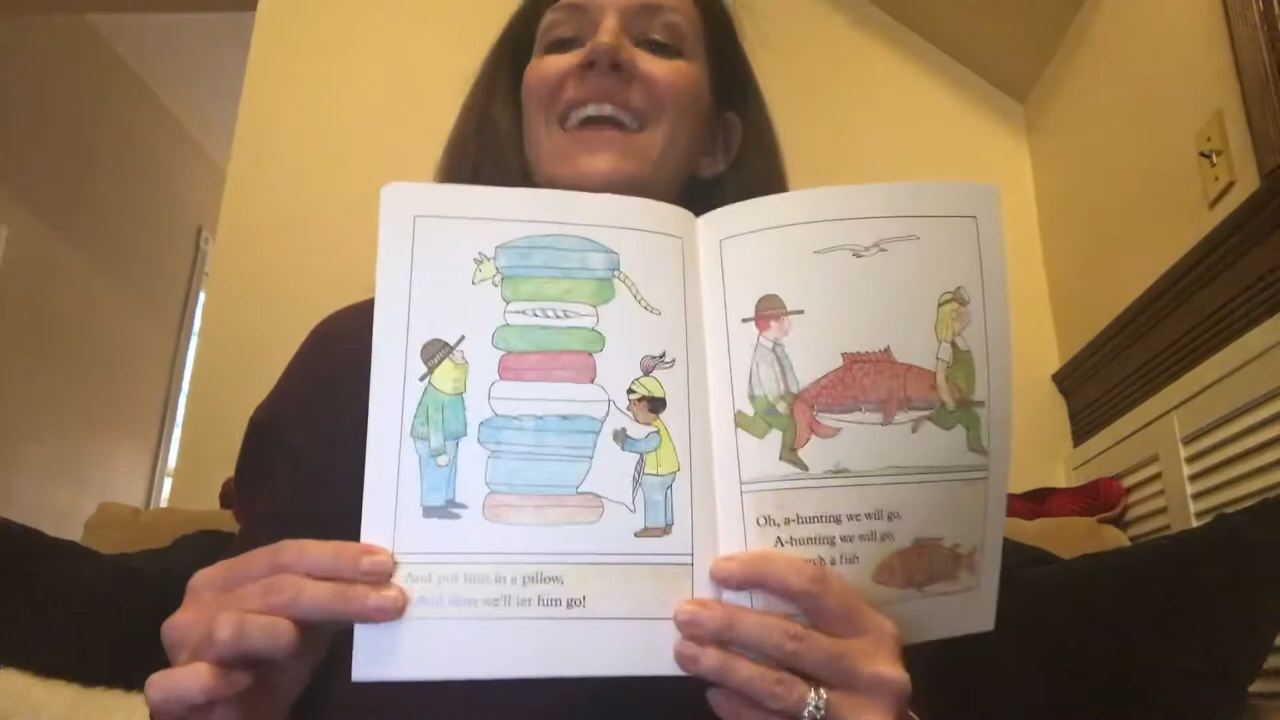 And put him in a pillow,
And then we'll let him go!
Oh, a-hunting we will go,
A-hunting we will go,
a fish